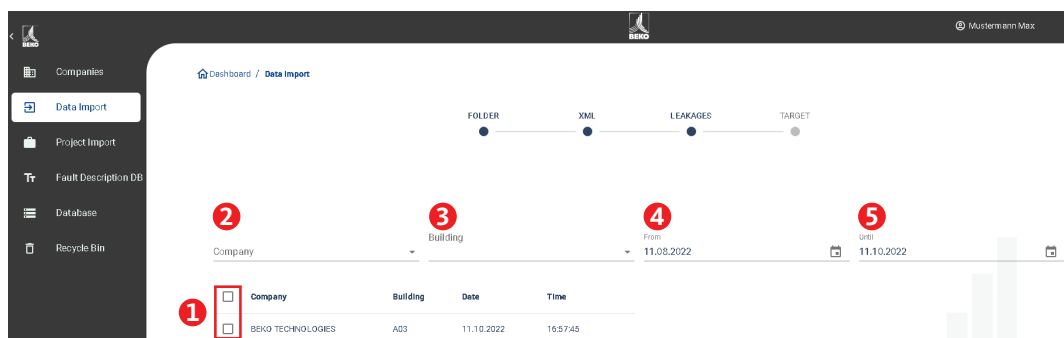 BEKO
BEKO
Mustermann Max
Companies
Dashboard / Data Import
Data Import
FOLDER XML LEAKAGES TARGET
Project Import
Fault Description DB
Database
2 3 4 5
Building
From Until
Company 11.08.2022 11.10.2022
Recycle Bin
Company Building Date Time
1
BEKO TECHNOLOGIES A03 11.10.2022 16:57:45